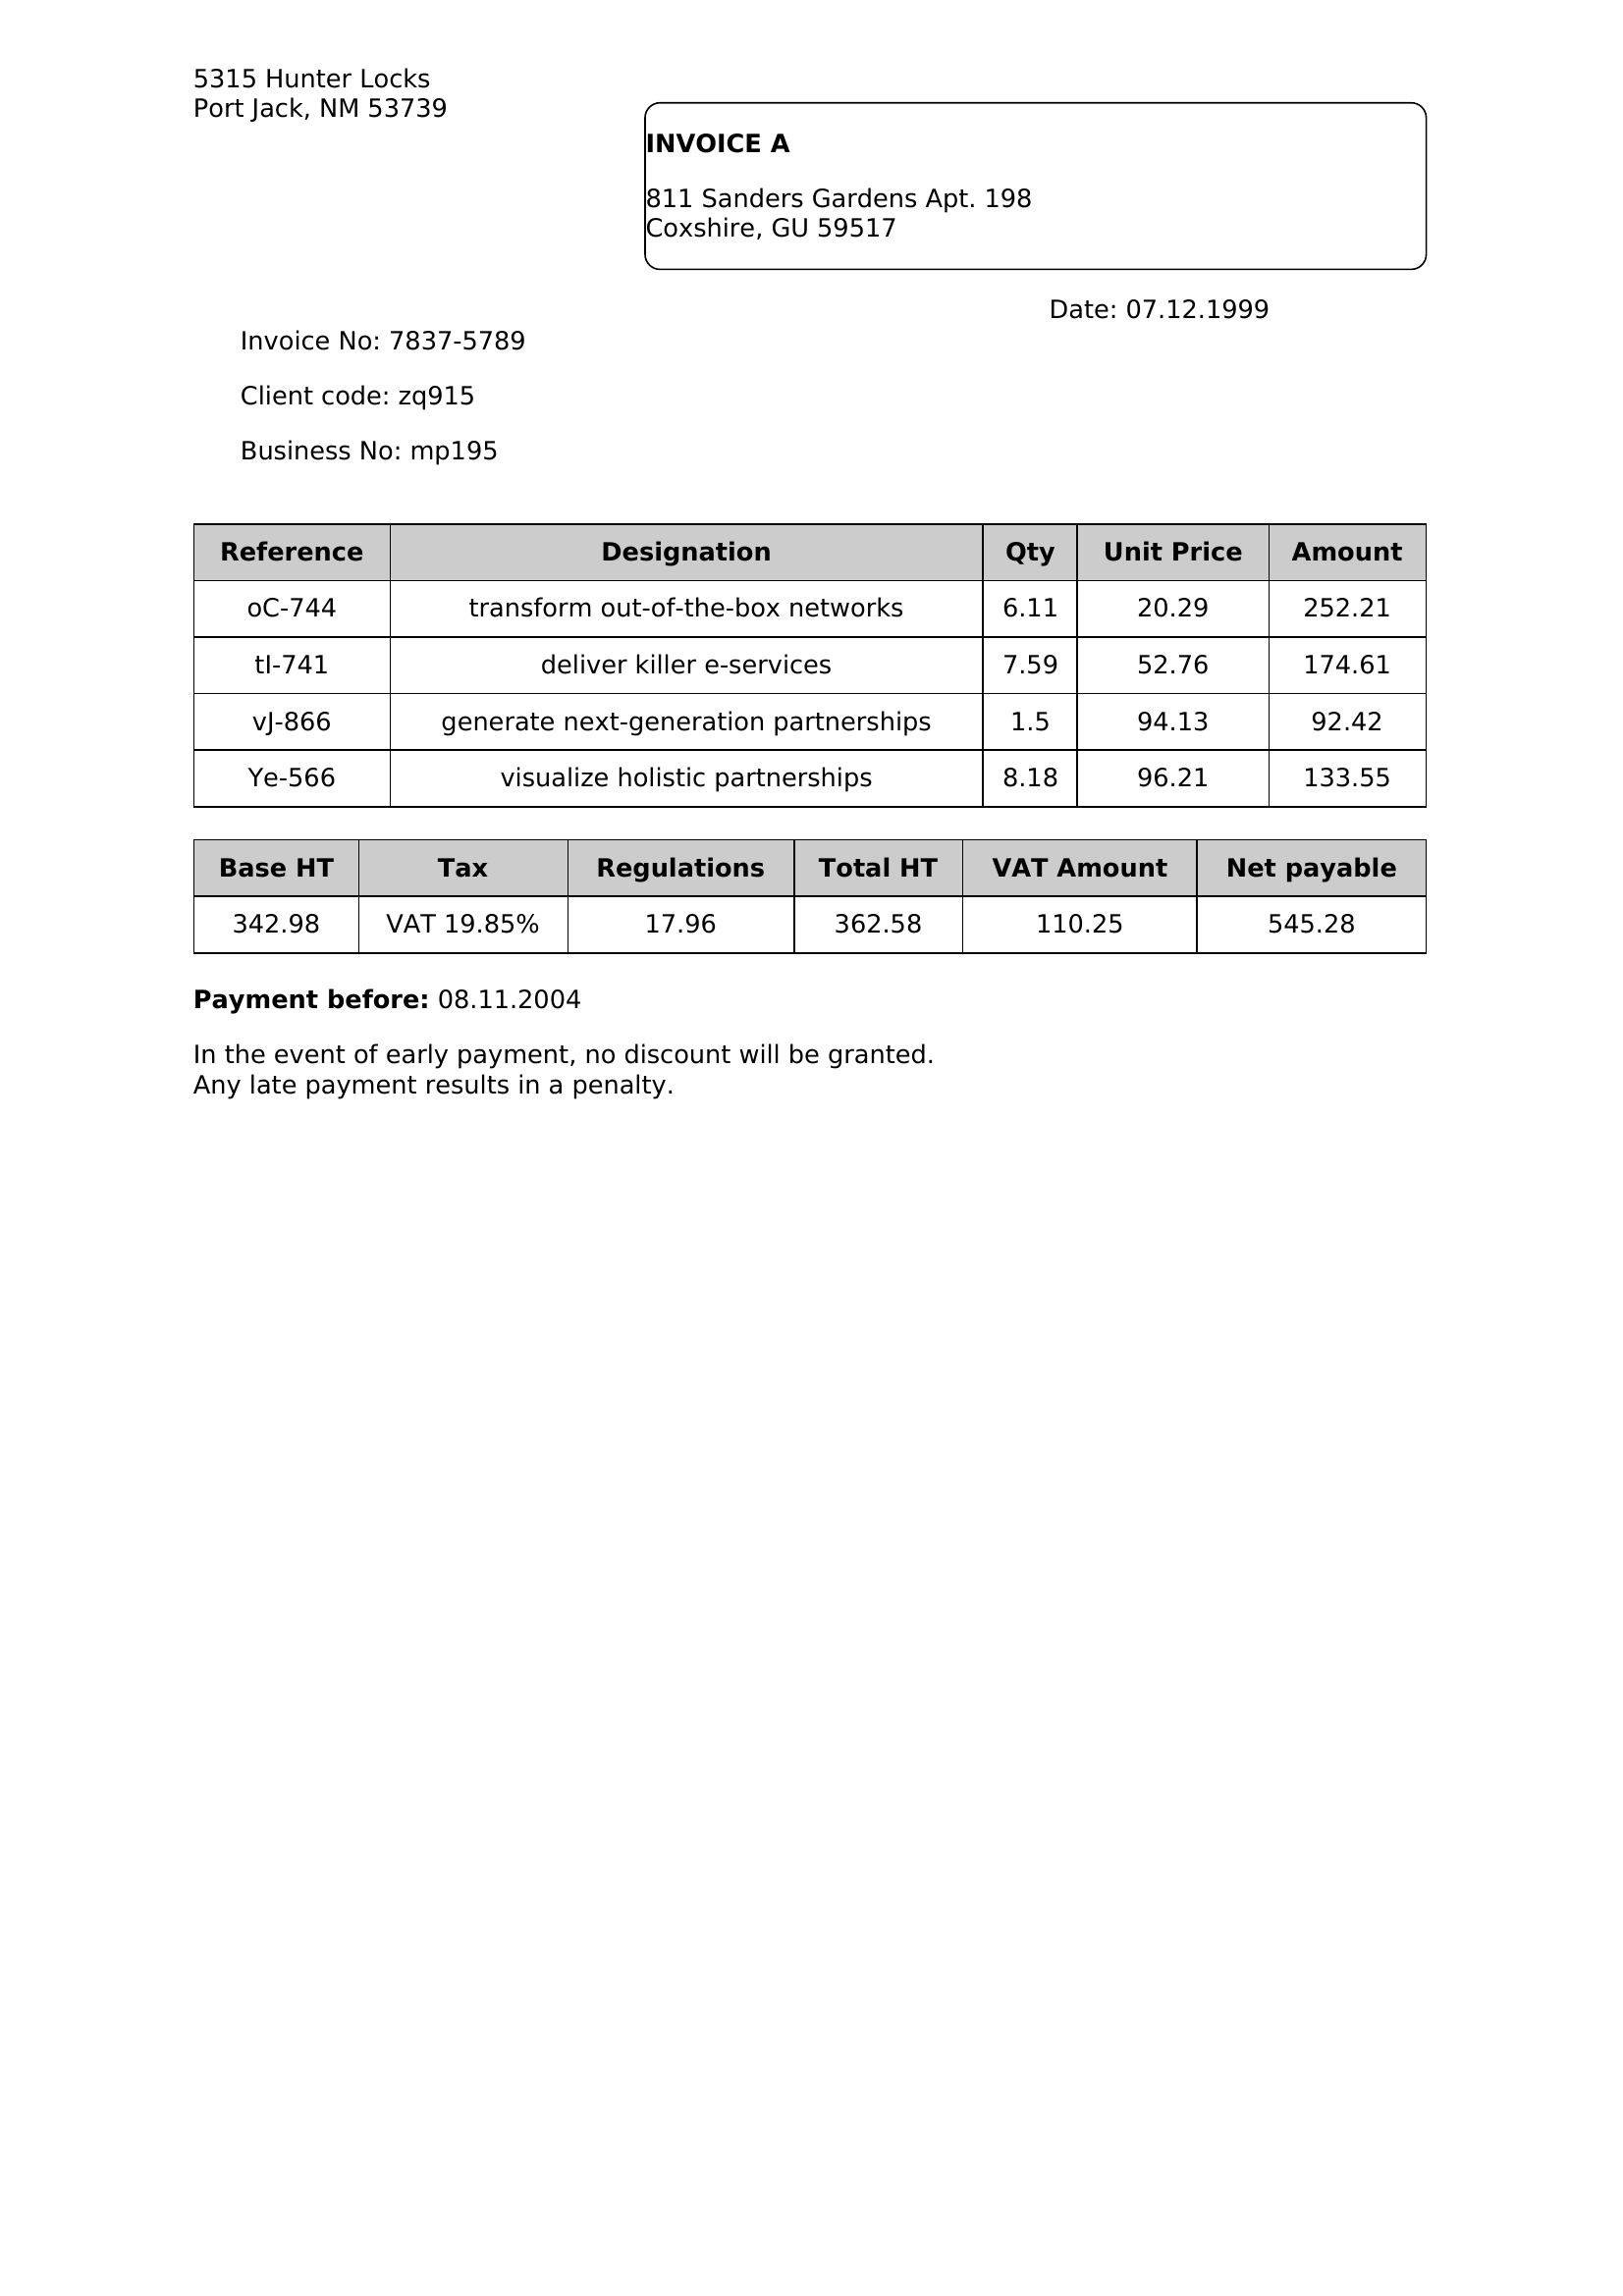 5315 Hunter Locks
Port Jack, NM 53739
INVOICE A
811 Sanders Gardens Apt. 198
Coxshire, GU 59517
Date: 07.12.1999
Invoice No: 7837-5789
Client code: zq915
Business No: mp195
Reference Designation Qty Unit Price Amount
oC-744 transform out-of-the-box networks 6.11 20.29 252.21
tI-741 deliver killer e-services 7.59 52.76 174.61
vJ-866 generate next-generation partnerships 1.5 94.13 92.42
Ye-566 visualize holistic partnerships 8.18 96.21 133.55
Base HT Tax Regulations Total HT VAT Amount Net payable
342.98 VAT 19.85% 17.96 362.58 110.25 545.28
Payment before: 08.11.2004
In the event of early payment, no discount will be granted.
Any late payment results in a penalty.